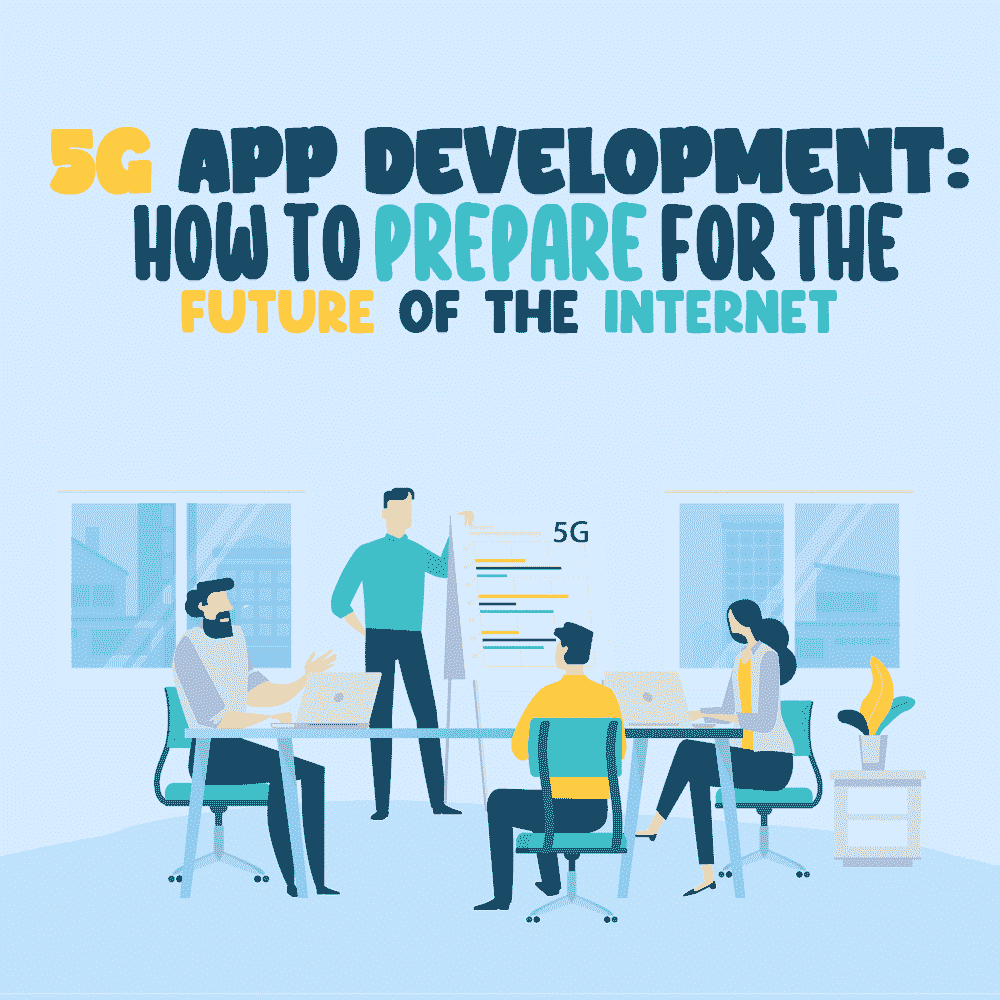 5G APP DEVELOPMENT:
HOW TO PREPARE FOR THE
FUTURE OF THE INTERNET
5G